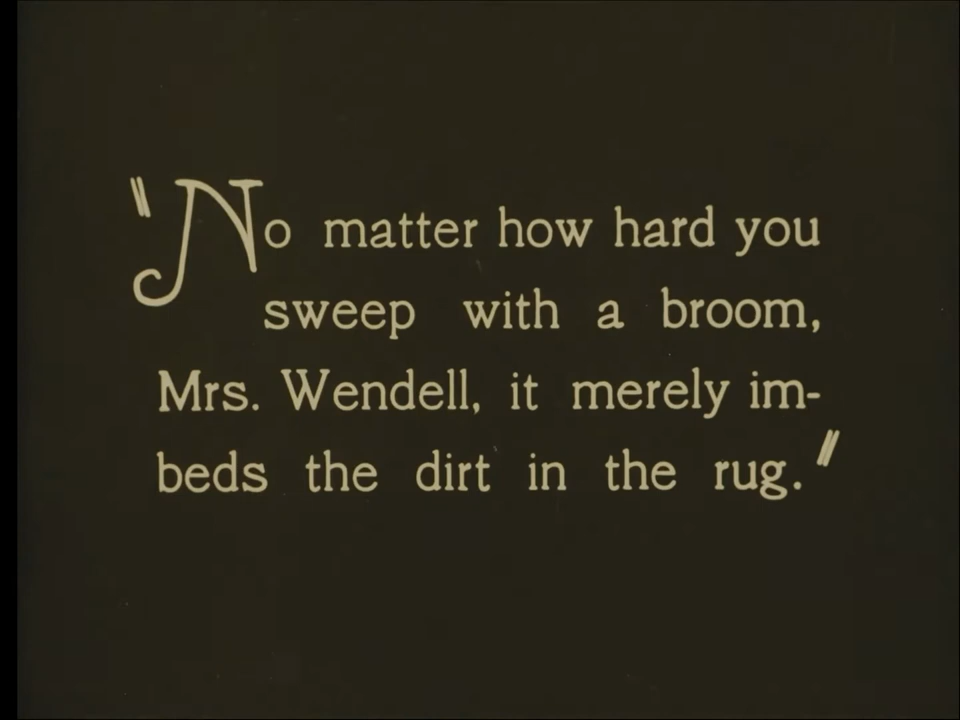 "No matter how hard you
sweep with a broom,
Mrs. Wendell, it merely im-
beds the dirt in the rug."